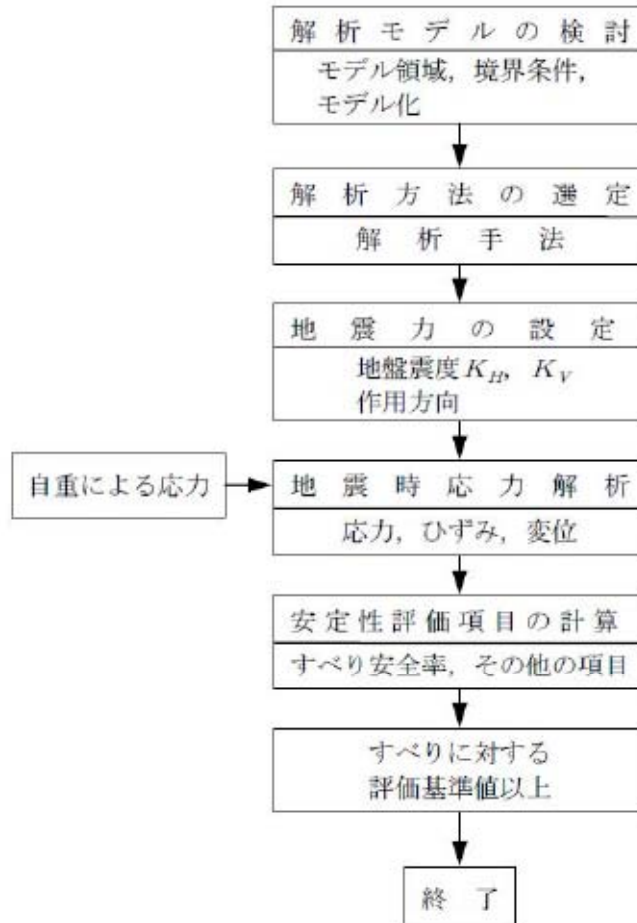 解析モデルの検討
モデル領域，境界条件，
モデル化
解析方法の選定
解析手法
地震力の設定
地盤震度K_H，K_V
作用方向
自重による応力
地震時応力解析
応力，ひずみ，変位
安定性評価項目の計算
すべり安全率，その他の項目
すべりに対する
評価基準値以上
終了